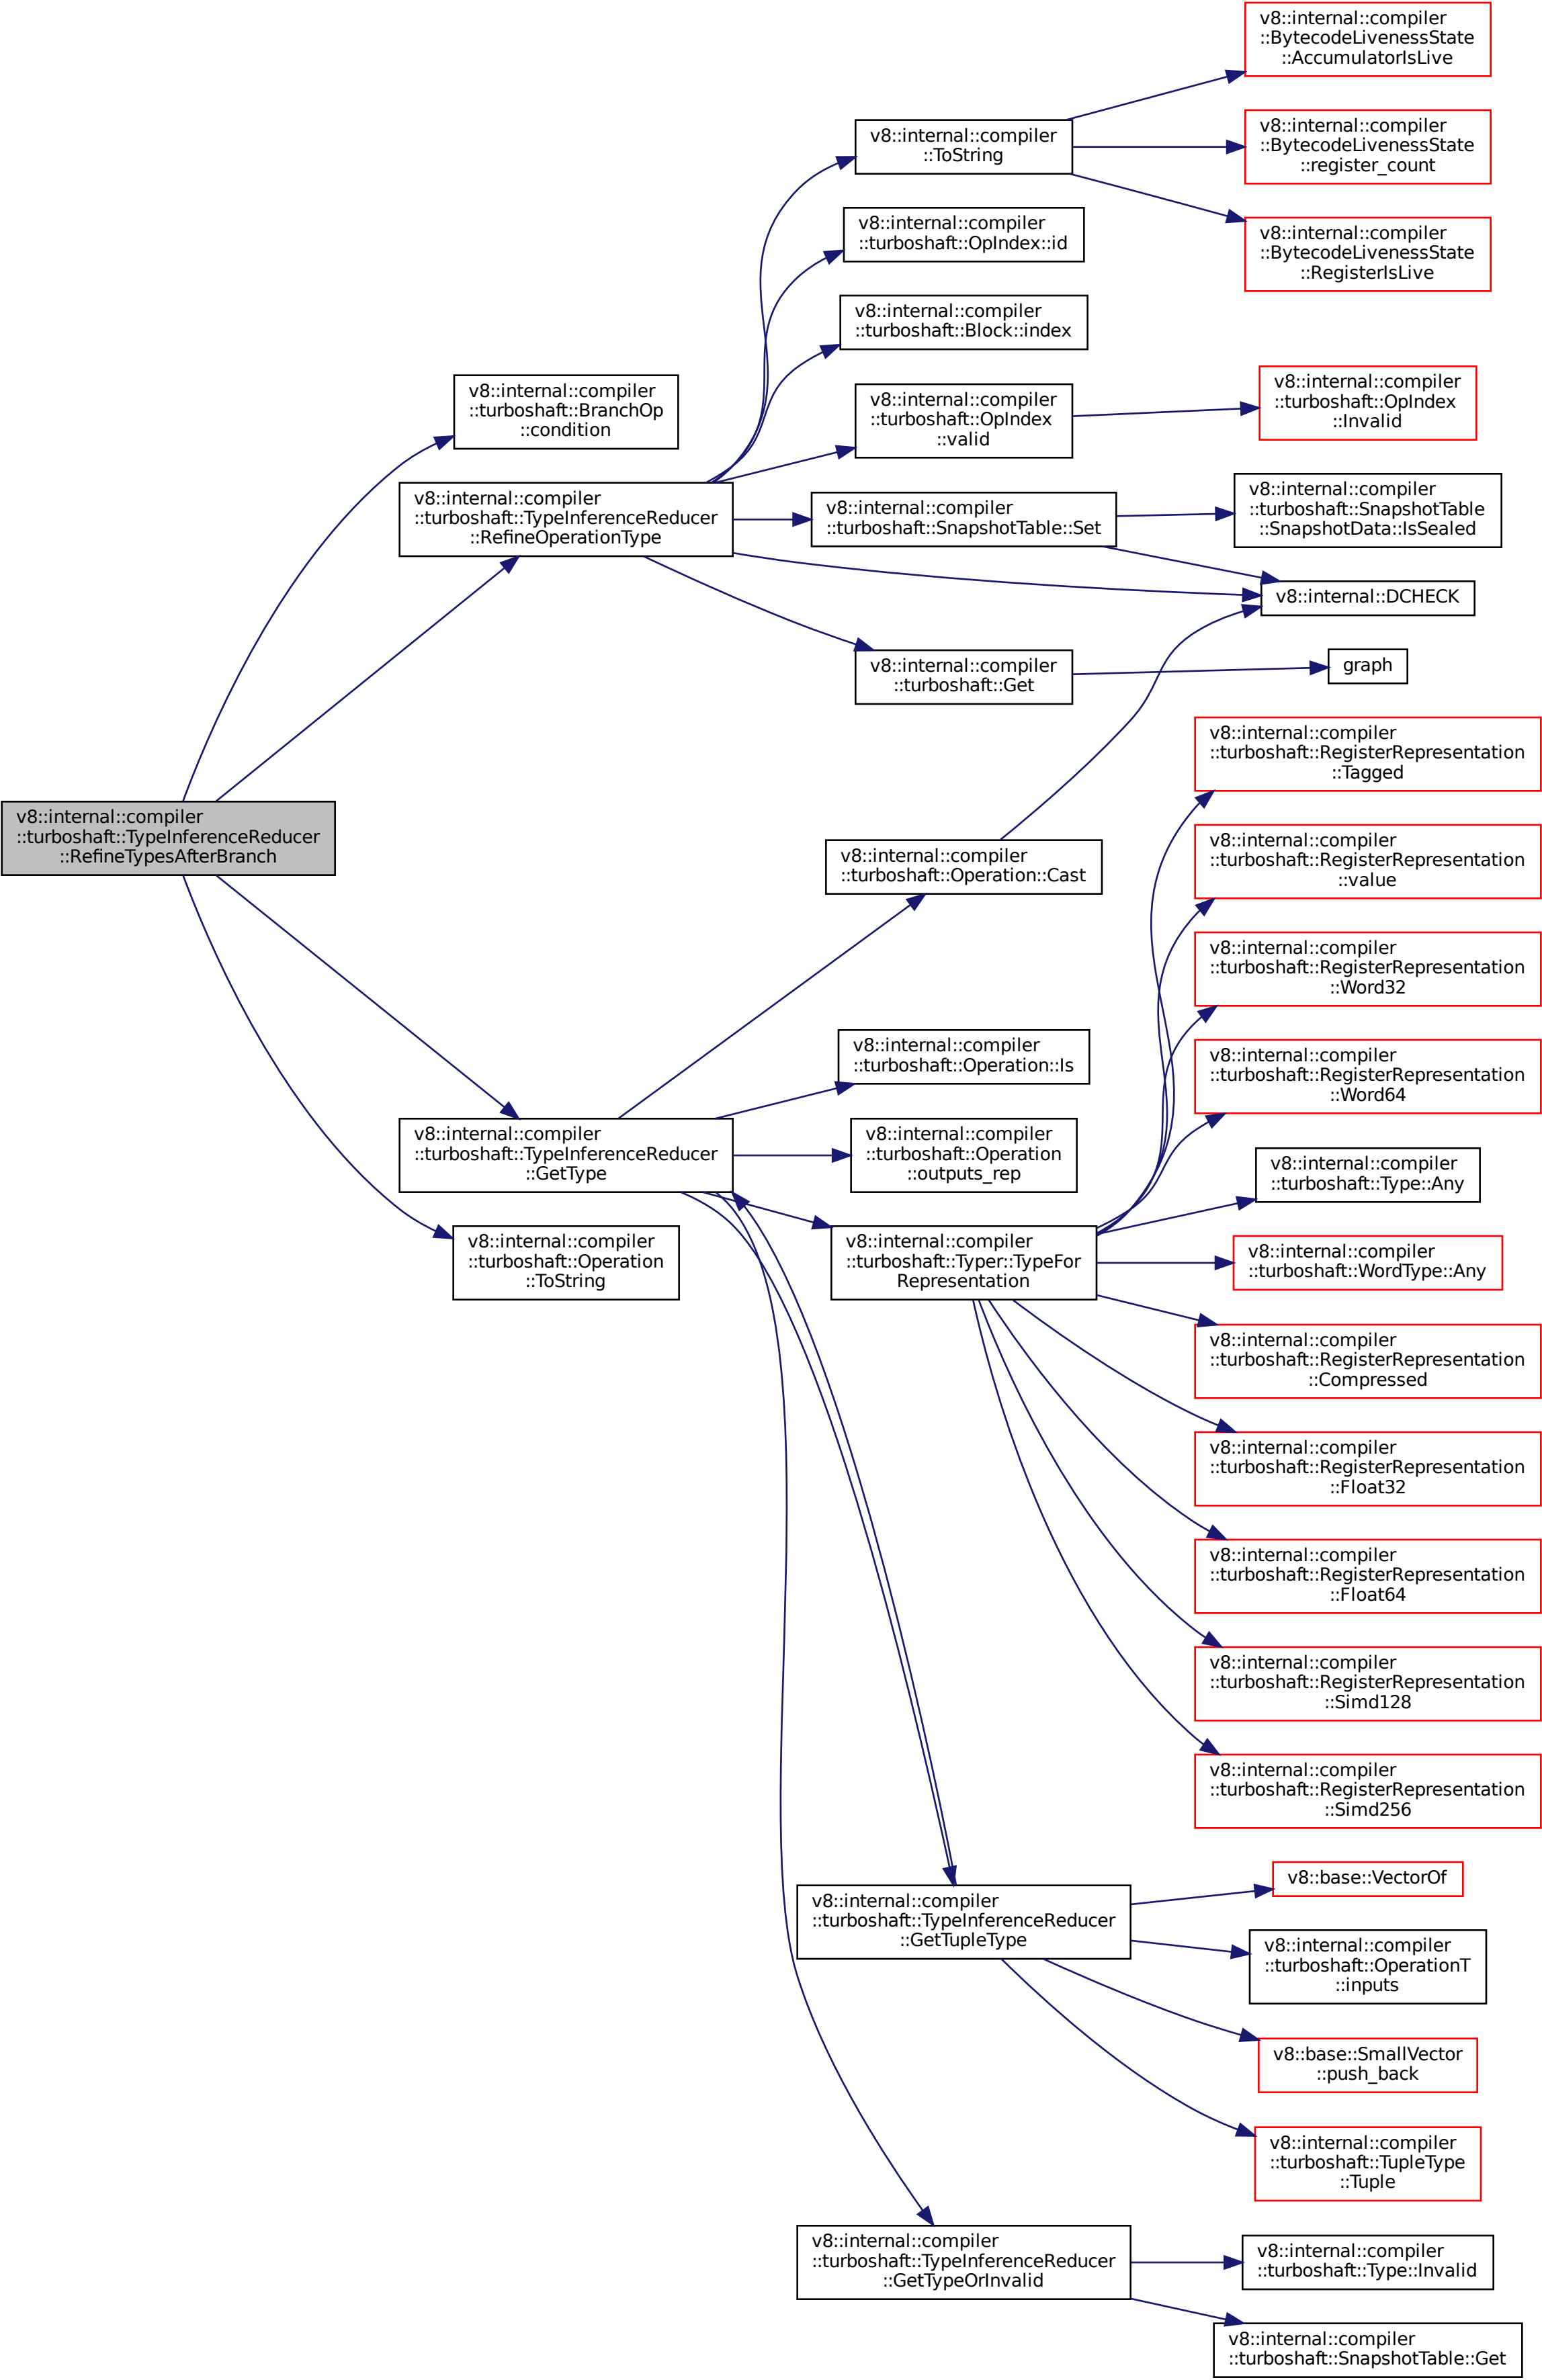 v8::internal::compiler
::BytecodeLivenessState
::AccumulatorIsLive
v8::internal::compiler
::ToString
v8::internal::compiler
::BytecodeLivenessState
::register_count
v8::internal::compiler
::turboshaft::OpIndex::id
v8::internal::compiler
::BytecodeLivenessState
::RegisterIsLive
v8::internal::compiler
::turboshaft::Block::index
v8::internal::compiler
::turboshaft::BranchOp
::condition
v8::internal::compiler
::turboshaft::OpIndex
::valid
v8::internal::compiler
::turboshaft::OpIndex
::Invalid
v8::internal::compiler
::turboshaft::TypeInferenceReducer
::RefineOperationType
v8::internal::compiler
::turboshaft::SnapshotTable::Set
v8::internal::compiler
::turboshaft::SnapshotTable
::SnapshotData::IsSealed
v8::internal::DCHECK
v8::internal::compiler
::turboshaft::Get
graph
v8::internal::compiler
::turboshaft::RegisterRepresentation
::Tagged
v8::internal::compiler
::turboshaft::TypeInferenceReducer
::RefineTypesAfterBranch
v8::internal::compiler
::turboshaft::Operation::Cast
v8::internal::compiler
::turboshaft::RegisterRepresentation
::value
v8::internal::compiler
::turboshaft::RegisterRepresentation
::Word32
v8::internal::compiler
::turboshaft::Operation::Is
v8::internal::compiler
::turboshaft::RegisterRepresentation
::Word64
v8::internal::compiler
::turboshaft::TypeInferenceReducer
::GetType
v8::internal::compiler
::turboshaft::Operation
::outputs_rep
v8::internal::compiler
::turboshaft::Type::Any
v8::internal::compiler
::turboshaft::Operation
::ToString
v8::internal::compiler
::turboshaft::Typer::TypeFor
Representation
v8::internal::compiler
::turboshaft::WordType::Any
v8::internal::compiler
::turboshaft::RegisterRepresentation
::Compressed
v8::internal::compiler
::turboshaft::RegisterRepresentation
::Float32
v8::internal::compiler
::turboshaft::RegisterRepresentation
::Float64
v8::internal::compiler
::turboshaft::RegisterRepresentation
::Simd128
v8::internal::compiler
::turboshaft::RegisterRepresentation
::Simd256
v8::internal::compiler
::turboshaft::TypeInferenceReducer
::GetTupleType
v8::base::VectorOf
v8::internal::compiler
::turboshaft::OperationT
::inputs
v8::base::SmallVector
::push_back
v8::internal::compiler
::turboshaft::TupleType
::Tuple
v8::internal::compiler
::turboshaft::TypeInferenceReducer
::GetTypeOrInvalid
v8::internal::compiler
::turboshaft::Type::Invalid
v8::internal::compiler
::turboshaft::SnapshotTable::Get